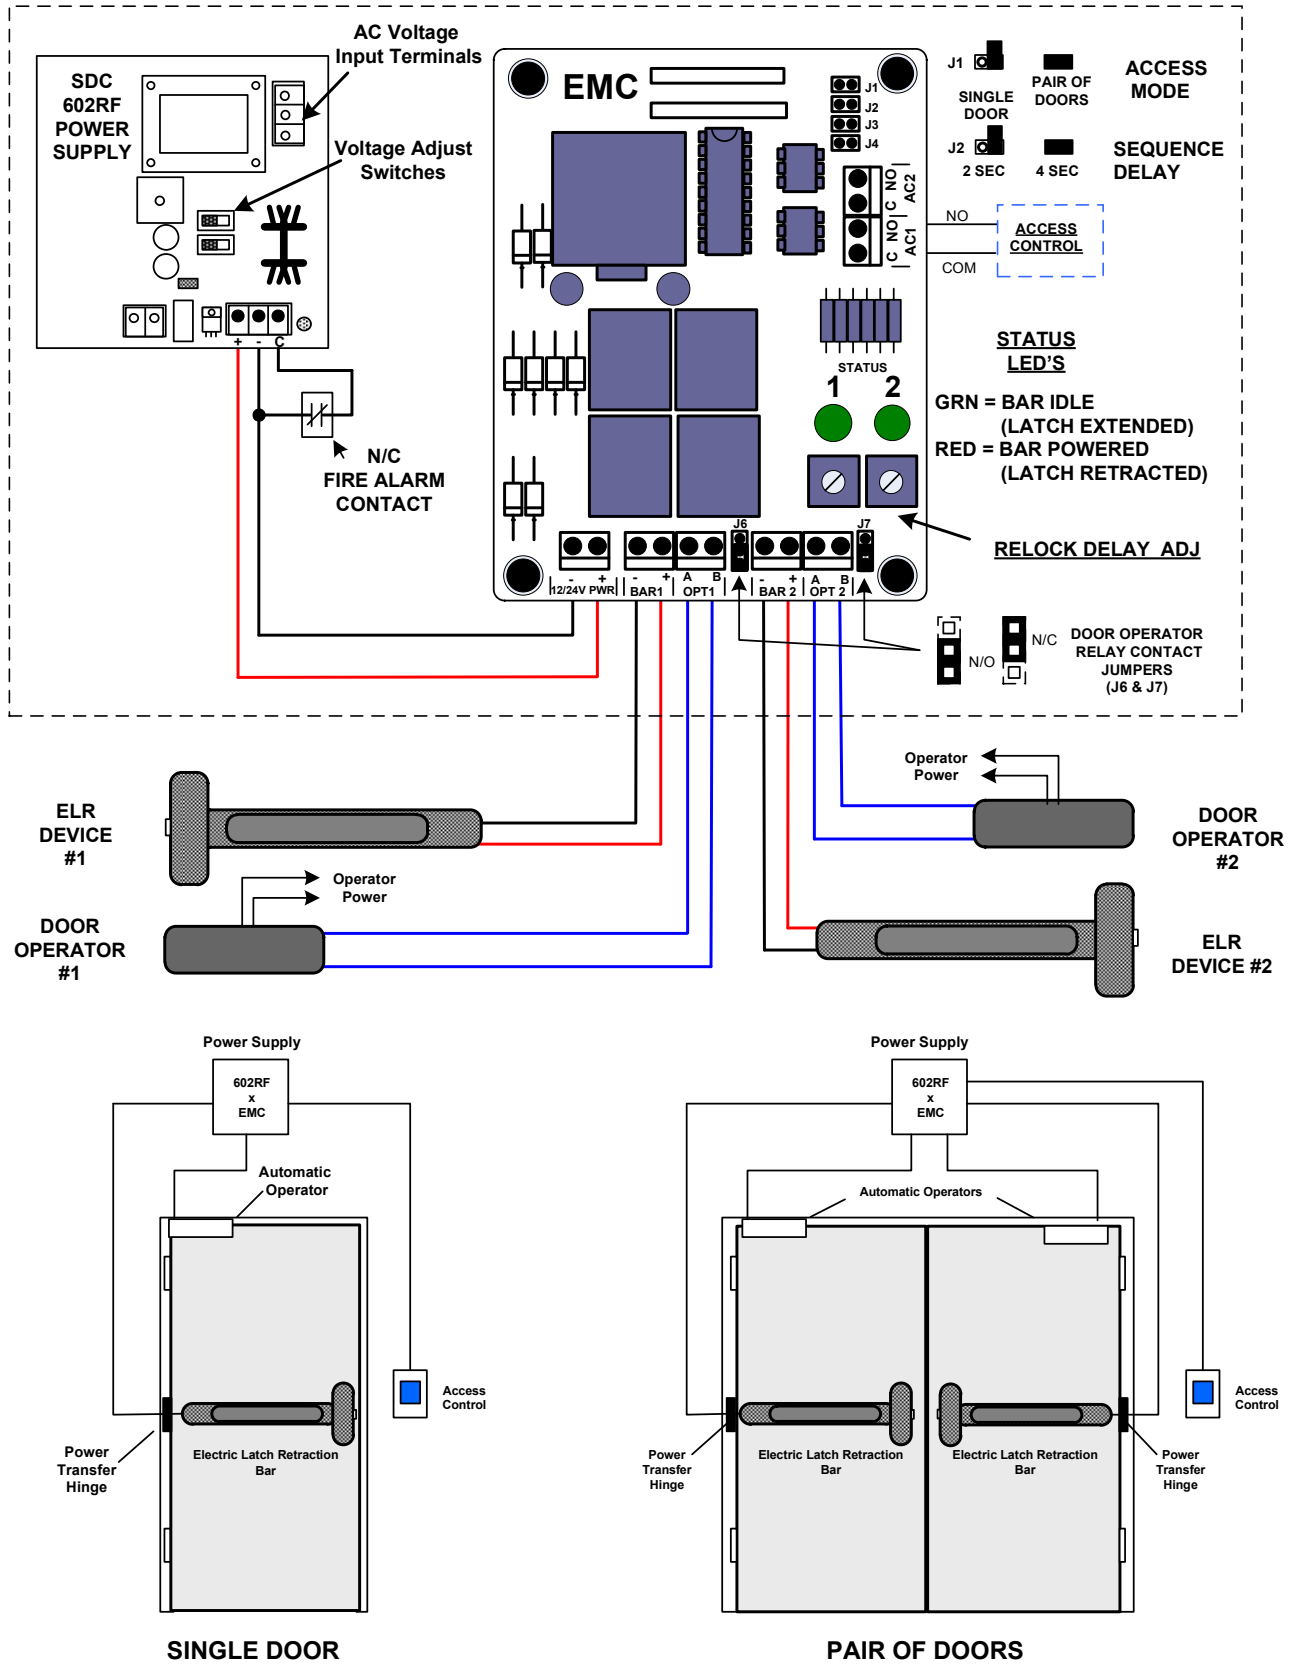 AC Voltage
Input Terminals
SDC
602RF
POWER
SUPPLY
Voltage Adjust
Switches
+ - C
N/C
FIRE ALARM
CONTACT
EMC
J1
J2
J3
J4
C NO
AC2
C NO
AC1
NO
COM
ACCESS
CONTROL
J1
SINGLE
DOOR
PAIR OF
DOORS
ACCESS
MODE
J2
2 SEC
4 SEC
SEQUENCE
DELAY
STATUS
1 2
STATUS
LED'S
GRN = BAR IDLE
(LATCH EXTENDED)
RED = BAR POWERED
(LATCH RETRACTED)
RELOCK DELAY ADJ
J6
J7
- +
12/24V PWR
- +
BAR1
A B
OPT1
- +
BAR 2
A B
OPT 2
N/O
N/C
DOOR OPERATOR
RELAY CONTACT
JUMPERS
(J6 & J7)
ELR
DEVICE
#1
Operator
Power
DOOR
OPERATOR
#1
Operator
Power
DOOR
OPERATOR
#2
ELR
DEVICE #2
Power Supply
602RF
x
EMC
Automatic
Operator
Access
Control
Power
Transfer
Hinge
Electric Latch Retraction
Bar
SINGLE DOOR
Power Supply
602RF
x
EMC
Automatic Operators
Access
Control
Power
Transfer
Hinge
Electric Latch Retraction
Bar
Electric Latch Retraction
Bar
Power
Transfer
Hinge
PAIR OF DOORS